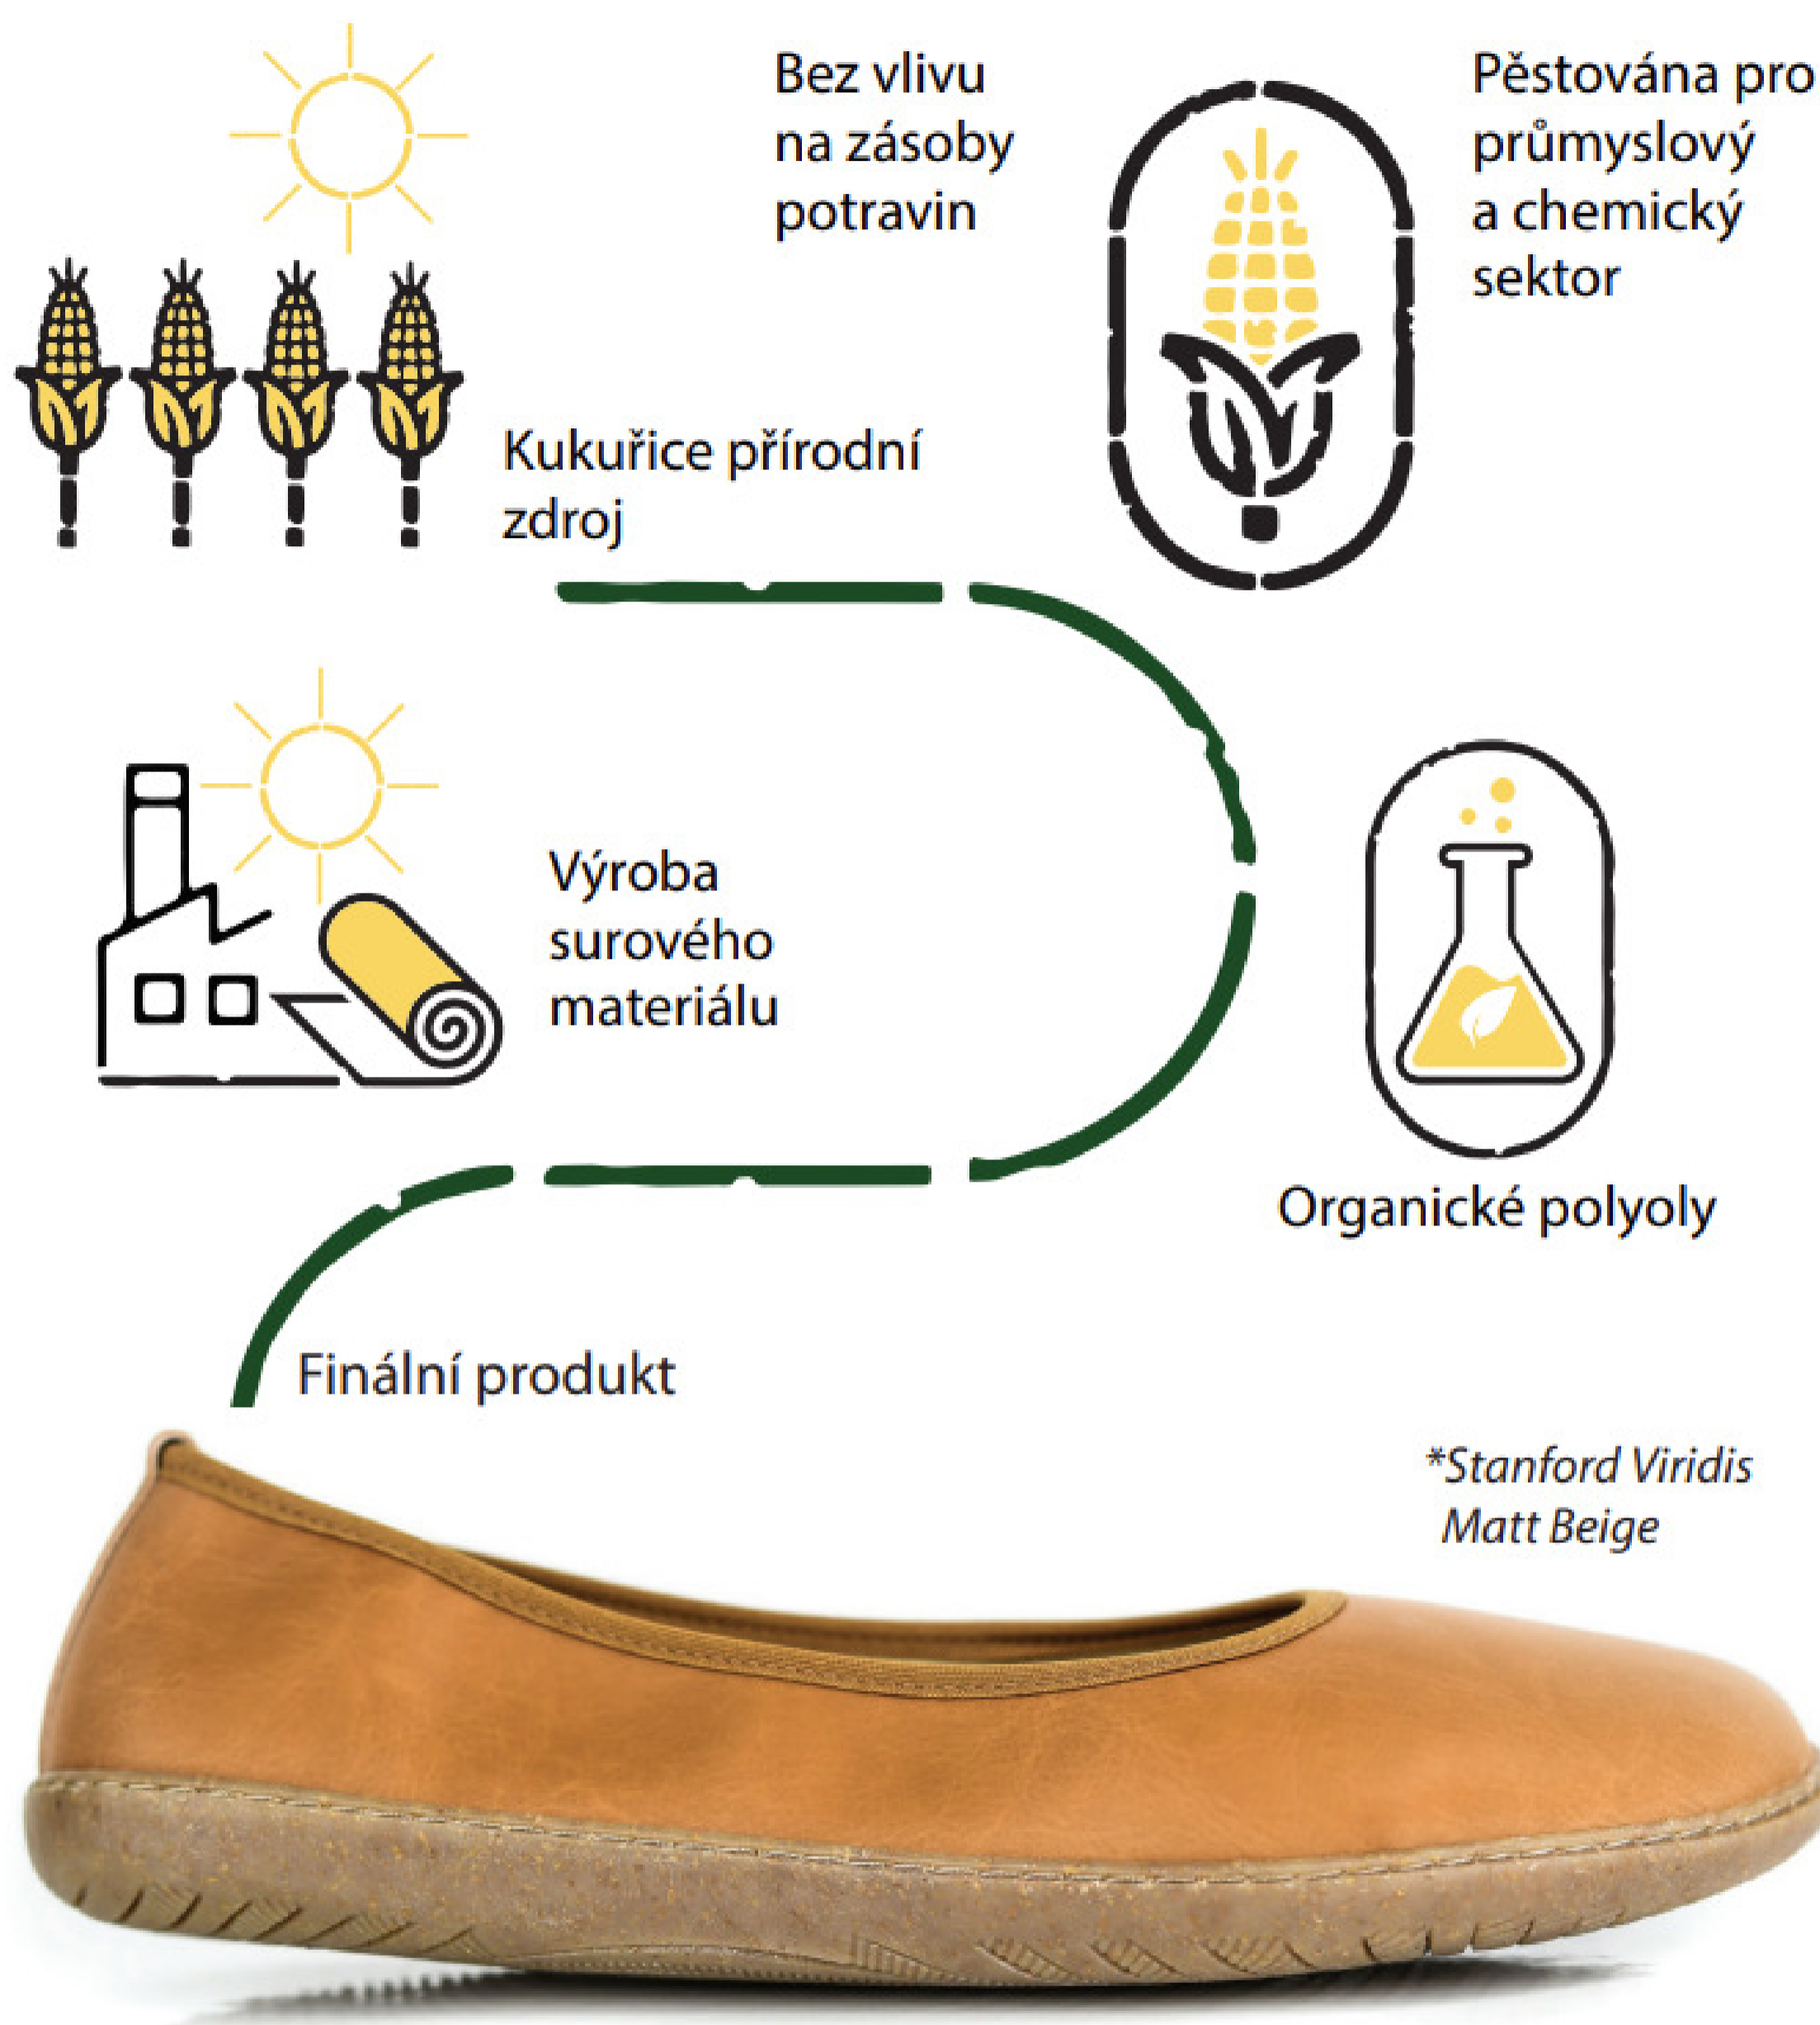 Bez vlivu
na zásoby
potravin
Pěstována pro
průmyslový
a chemický
sektor
Kukuřice přírodní
zdroj
Výroba
surového
materiálu
Organické polyoly
Finální produkt
*Stanford Viridis
Matt Beige